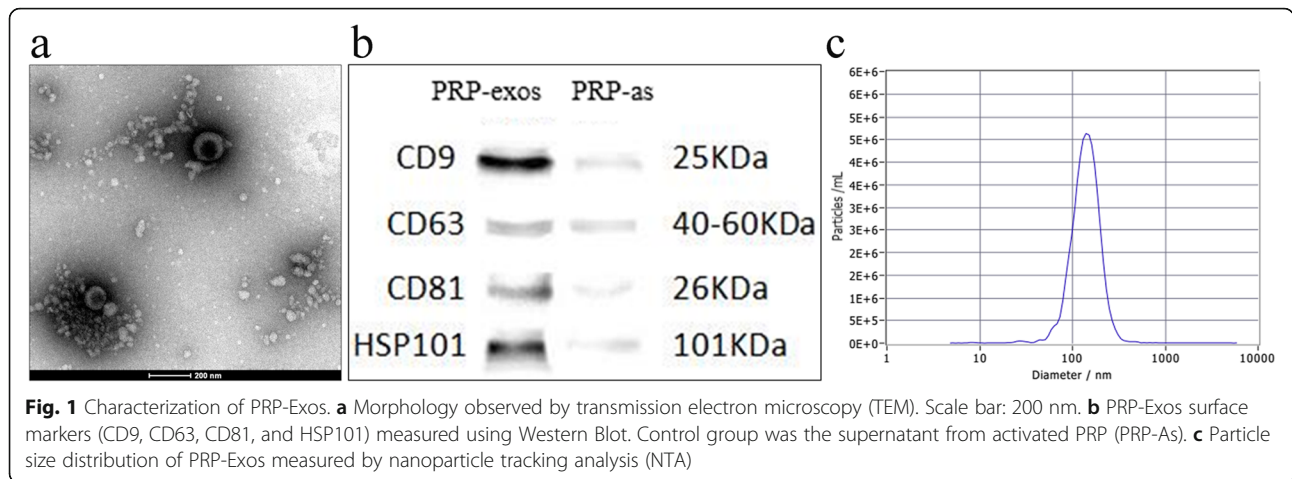 a
200 nm
b
PRP-exos PRP-as
CD9 25KDa
CD63 40-60KDa
CD81 26KDa
HSP101 101KDa
c
6E+6
6E+6
5E+6
5E+6
4E+6
4E+6
3E+6
3E+6
2E+6
2E+6
1E+6
5E+5
0E+0
Particles /mL
1 10 100 1000 10000
Diameter / nm
Fig. 1 Characterization of PRP-Exos. a Morphology observed by transmission electron microscopy (TEM). Scale bar: 200 nm. b PRP-Exos surface
markers (CD9, CD63, CD81, and HSP101) measured using Western Blot. Control group was the supernatant from activated PRP (PRP-As). c Particle
size distribution of PRP-Exos measured by nanoparticle tracking analysis (NTA)